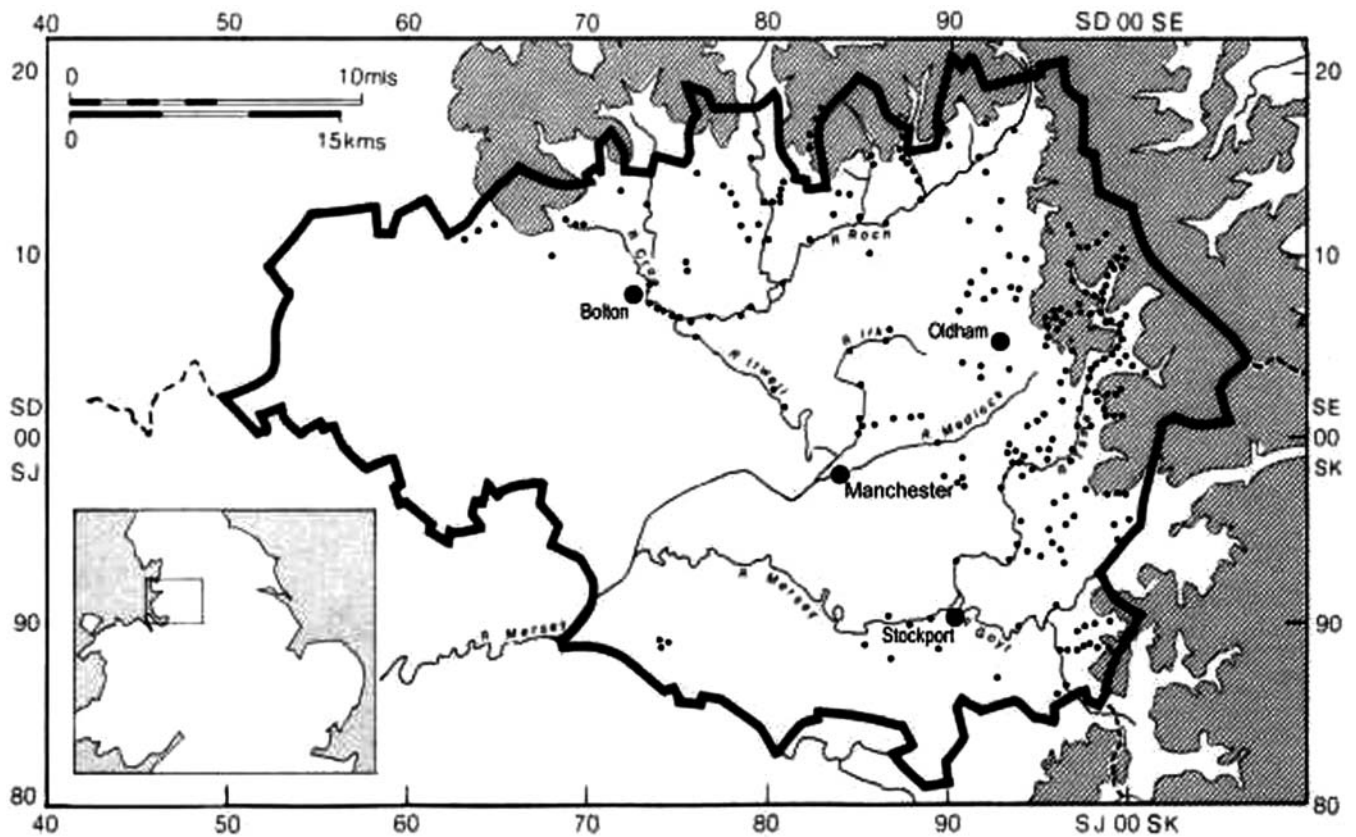 40 50 60 70 80 90 SD 00 SE
20 20
0 10mls
0 15kms
10 10
R Roch
R Croal
Bolton
R Irk
Oldham
R Irwell
SD SE
00 00
SJ SK
R Medlock
Manchester
R Mersey
90 90
Stockport
R Mersey
R Goyt
80 80
40 50 60 70 80 90 SJ 00 SK